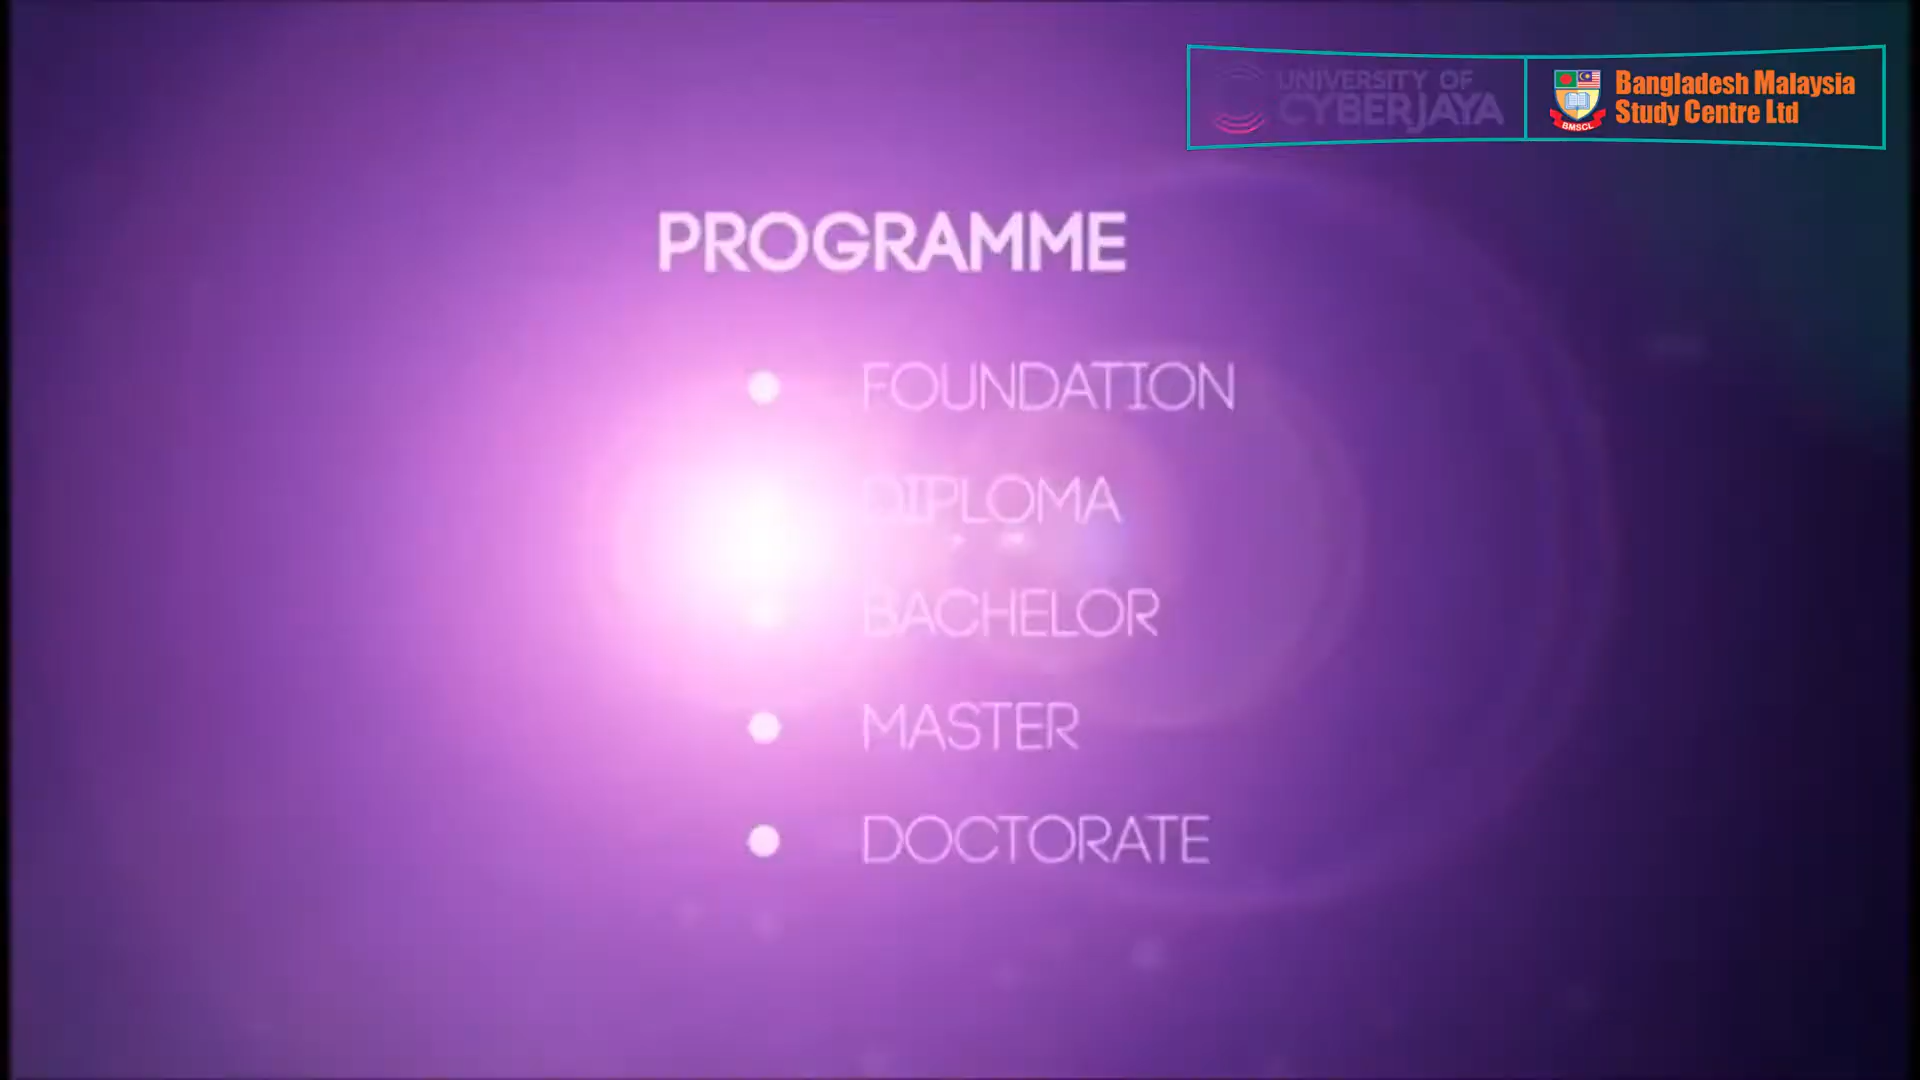 UNIVERSITY OF
CYBERJAYA
Bangladesh Malaysia
Study Centre Ltd
BMSCL
PROGRAMME
FOUNDATION
DIPLOMA
BACHELOR
MASTER
DOCTORATE